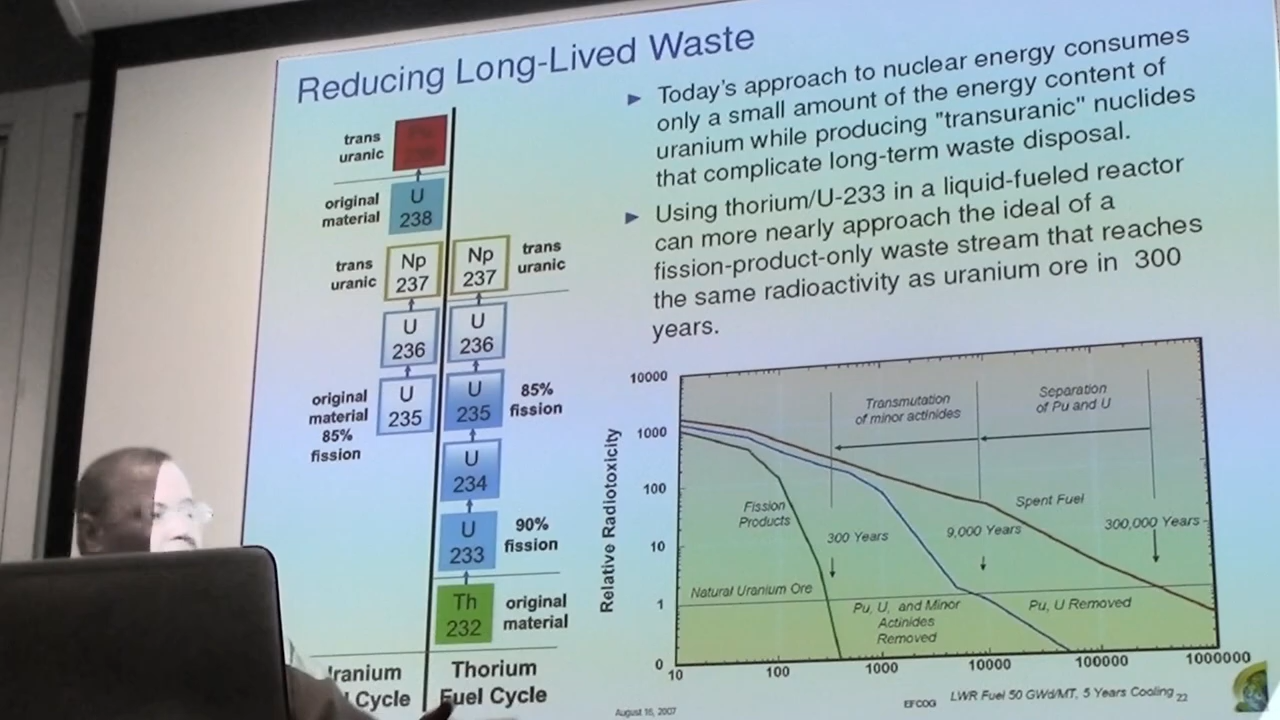 Reducing Long-Lived Waste
Today's approach to nuclear energy consumes
only a small amount of the energy content of
uranium while producing "transuranic" nuclides
that complicate long-term waste disposal.
Using thorium/U-233 in a liquid-fueled reactor
can more nearly approach the ideal of a
fission-product-only waste stream that reaches
the same radioactivity as uranium ore in 300
years.
trans
uranic
original
material
U
238
trans
uranic
Np
237
Np
237
trans
uranic
U
236
U
236
original
material
85%
fission
U
235
U
235
85%
fission
U
234
U
233
90%
fission
Th
232
original
material
Cycle
Thorium
Fuel Cycle
Relative Radiotoxicity
10000
1000
100
10
1
0
Transmutation
of minor actinides
Separation
of Pu and U
Fission
Products
Spent Fuel
300 Years
9,000 Years
300,000 Years
Natural Uranium Ore
Pu, U, and Minor
Actinides
Removed
Pu, U Removed
10
100
1000
10000
100000
1000000
August 16, 2007
EFCOG
LWR Fuel 50 GWd/MT, 5 Years Cooling
22